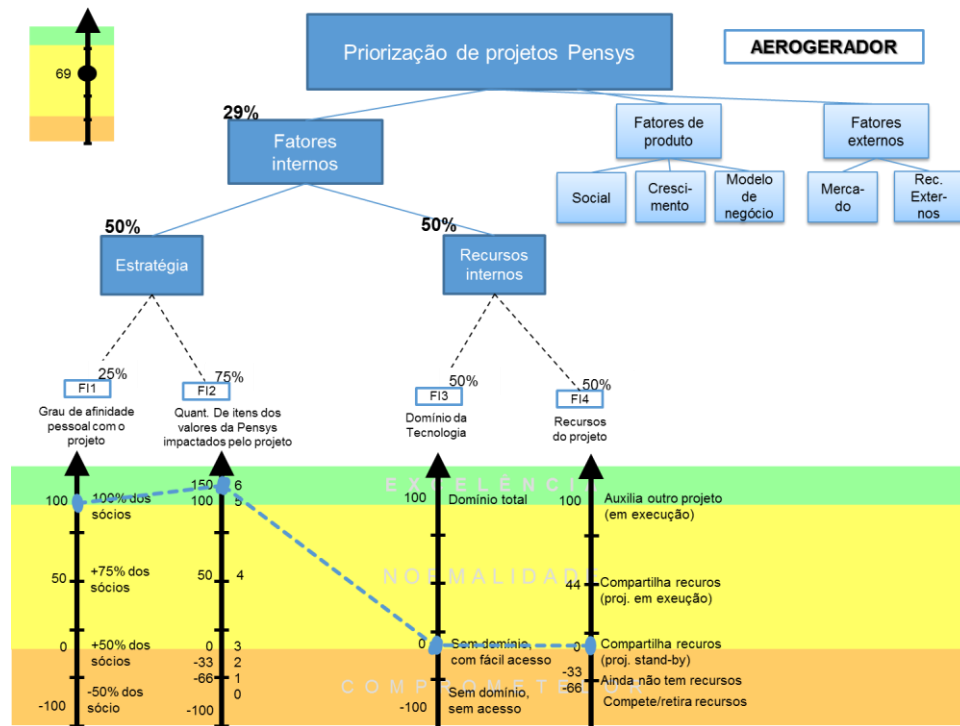 Priorização de projetos Pensys
AEROGERADOR
69
29%
Fatores
internos
Fatores de
produto
Fatores
externos
Social
Cresci-
mento
Modelo
de
negócio
Merca-
do
Rec.
Exter-
nos
50%
Estratégia
50%
Recursos
internos
25%
FI1
Grau de afinidade
pessoal com o
projeto
75%
FI2
Quant. De itens dos
valores da Pensys
impactados pelo projeto
50%
FI3
Domínio da
Tecnologia
50%
FI4
Recursos
do projeto
EXCELÊNCIA
NORMALIDADE
COMPROMETEDOR
100
100% dos
sócios
50
+75% dos
sócios
0
+50% dos
sócios
-50% dos
sócio
-100
150 6
100 5
50 4
0 3
-33 2
-66 1
0
-100
100
Domínio total
0
Sem domínio,
com fácil acesso
Sem domínio,
sem acesso
-100
100
Auxilia outro projeto
(em execução)
44
Compartilha recuros
(proj. em exeução)
0
Compartilha recuros
(proj. stand-by)
-33
Ainda não tem recursos
-66
Compete/retira recursos